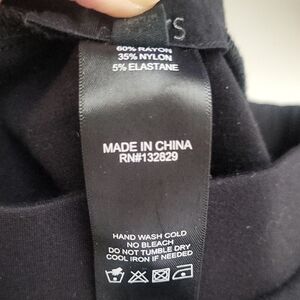 S
60% RAYON
35% NYLON
5% ELASTANE
MADE IN CHINA
RN#132829
HAND WASH COLD
NO BLEACH
DO NOT TUMBLE DRY
COOL IRON IF NEEDED